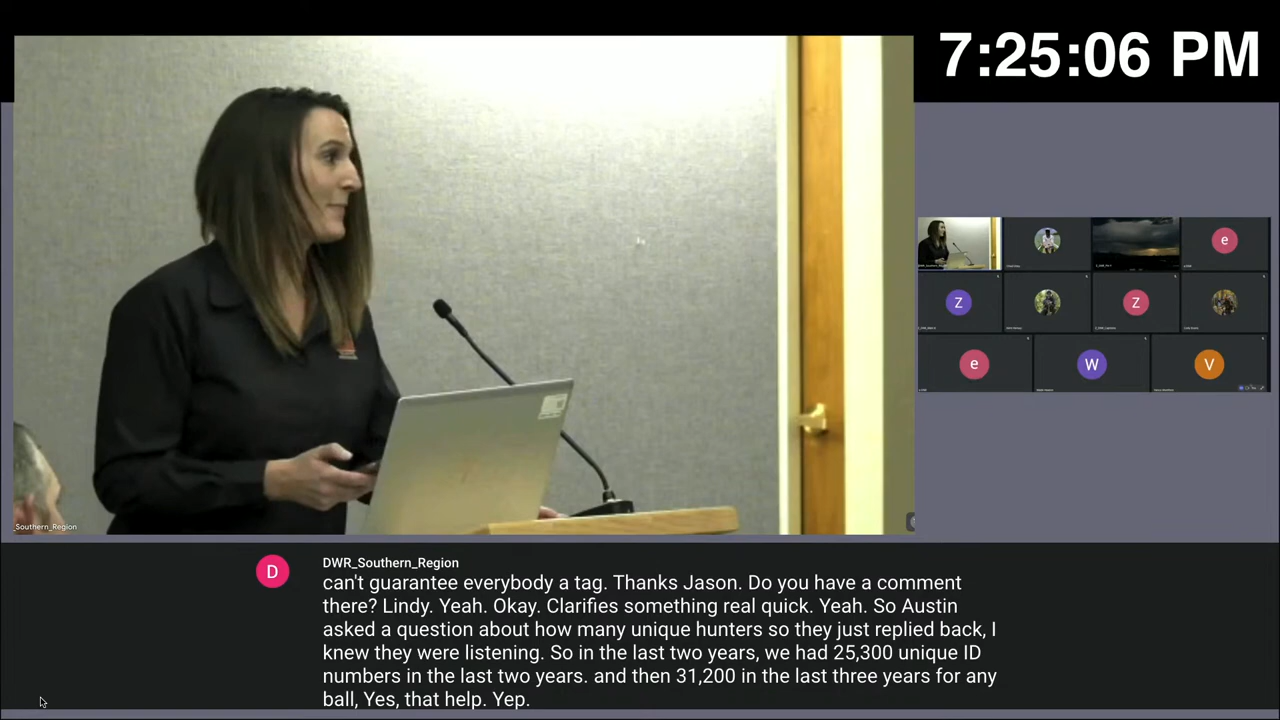 7:25:06 PM
e
Z
Z
e
W
V
_Southern_Region
D
DWR_Southern_Region
can't guarantee everybody a tag. Thanks Jason. Do you have a comment
there? Lindy. Yeah. Okay. Clarifies something real quick. Yeah. So Austin
asked a question about how many unique hunters so they just replied back, I
knew they were listening. So in the last two years, we had 25,300 unique ID
numbers in the last two years. and then 31,200 in the last three years for any
ball, Yes, that help. Yep.